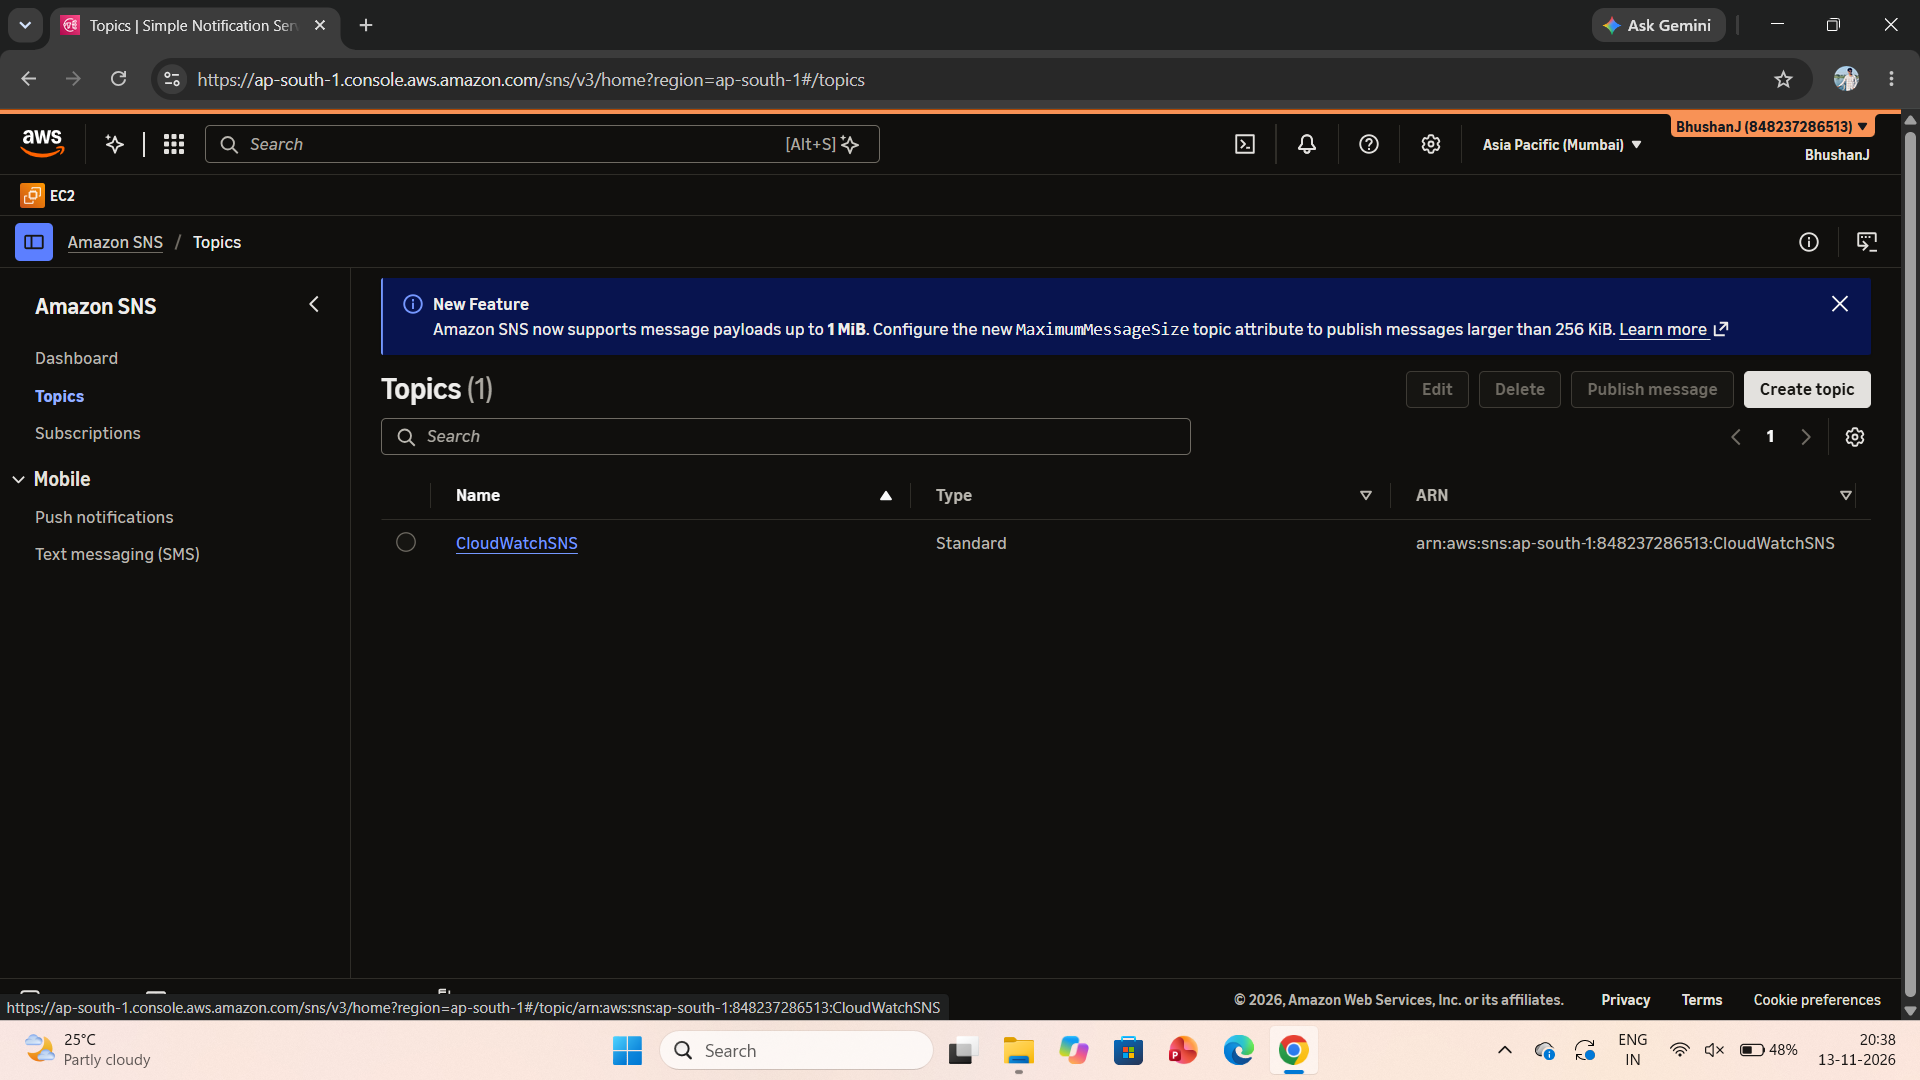 Topics | Simple Notification Ser
Ask Gemini
https://ap-south-1.console.aws.amazon.com/sns/v3/home?region=ap-south-1#/topics
aws
Search
[Alt+S]
Asia Pacific (Mumbai)
BhushanJ (848237286513)
BhushanJ
EC2
Amazon SNS / Topics
Amazon SNS
Dashboard
Topics
Subscriptions
Mobile
Push notifications
Text messaging (SMS)
New Feature
Amazon SNS now supports message payloads up to 1 MiB. Configure the new MaximumMessageSize topic attribute to publish messages larger than 256 KiB. Learn more
Topics (1)
Edit
Delete
Publish message
Create topic
Search
1
Name
Type
ARN
CloudWatchSNS
Standard
arn:aws:sns:ap-south-1:848237286513:CloudWatchSNS
https://ap-south-1.console.aws.amazon.com/sns/v3/home?region=ap-south-1#/topic/arn:aws:sns:ap-south-1:848237286513:CloudWatchSNS
© 2026, Amazon Web Services, Inc. or its affiliates.
Privacy
Terms
Cookie preferences
25°C
Partly cloudy
Search
ENG
IN
48%
20:38
13-11-2026